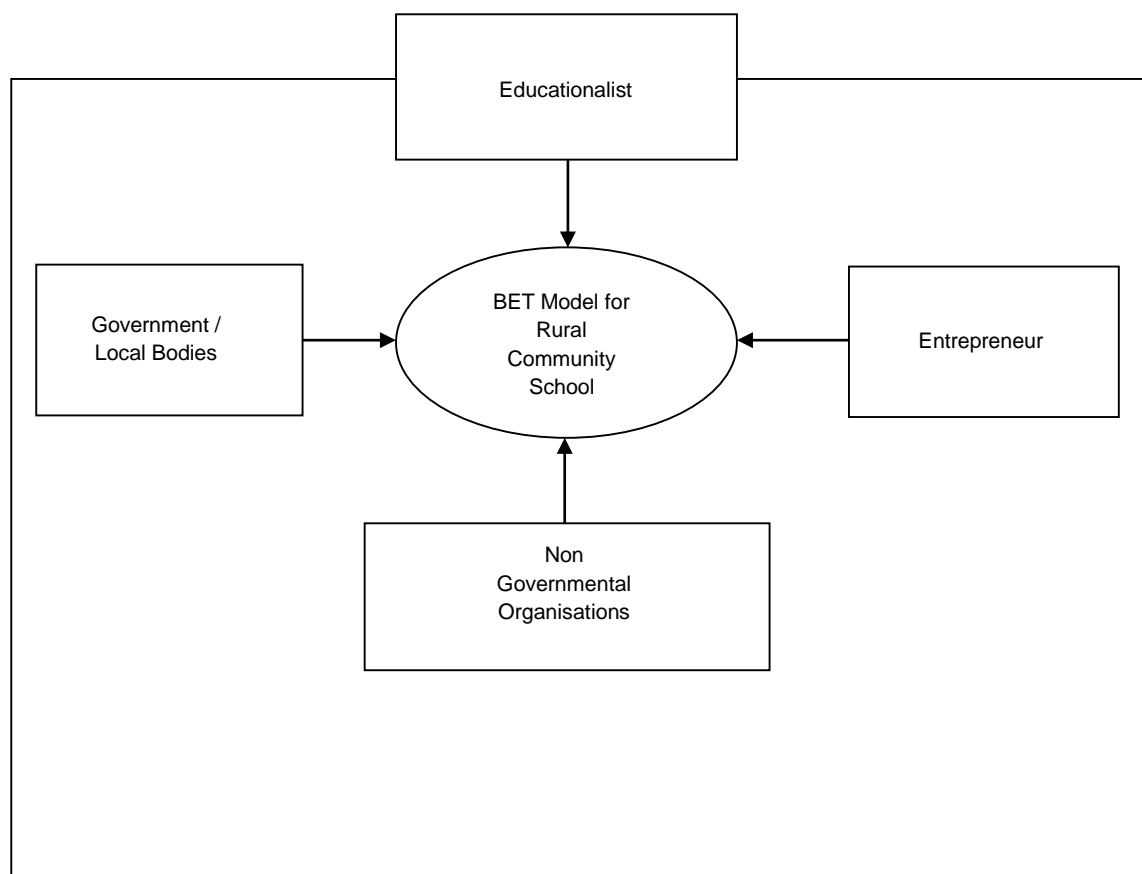 Educationalist
Government /
Local Bodies
BET Model for
Rural
Community
School
Entrepreneur
Non
Governmental
Organisations